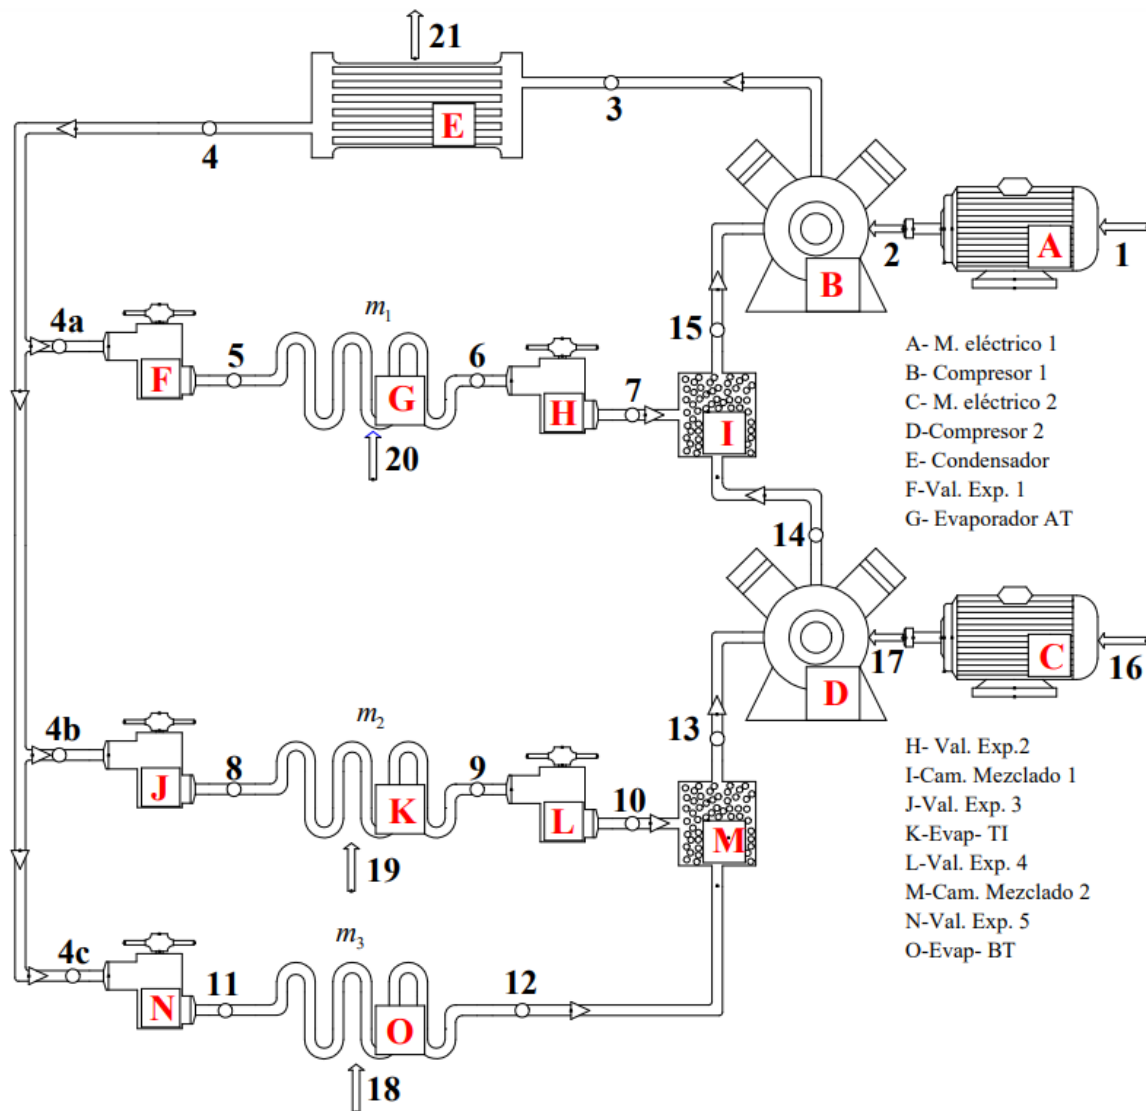 21
3
E
4
2
A
1
B
4a
m1
15
5
6
F
G
H
7
I
20
A- M. eléctrico 1
B- Compresor 1
C- M. eléctrico 2
D-Compresor 2
E- Condensador
F-Val. Exp. 1
G- Evaporador AT
14
17
C
16
D
4b
m2
13
8
9
J
K
L
10
M
19
H- Val. Exp.2
I-Cam. Mezclado 1
J-Val. Exp. 3
K-Evap- TI
L-Val. Exp. 4
M-Cam. Mezclado 2
N-Val. Exp. 5
O-Evap- BT
4c
m3
11
12
N
O
18